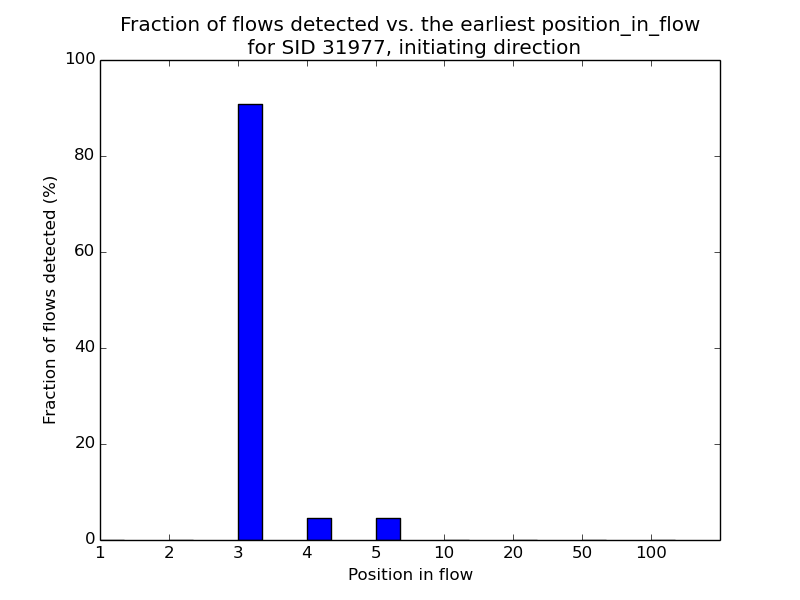 Fraction of flows detected vs. the earliest position_in_flow
for SID 31977, initiating direction
Fraction of flows detected (%)
100
80
60
40
20
0
1 2 3 4 5 10 20 50 100
Position in flow